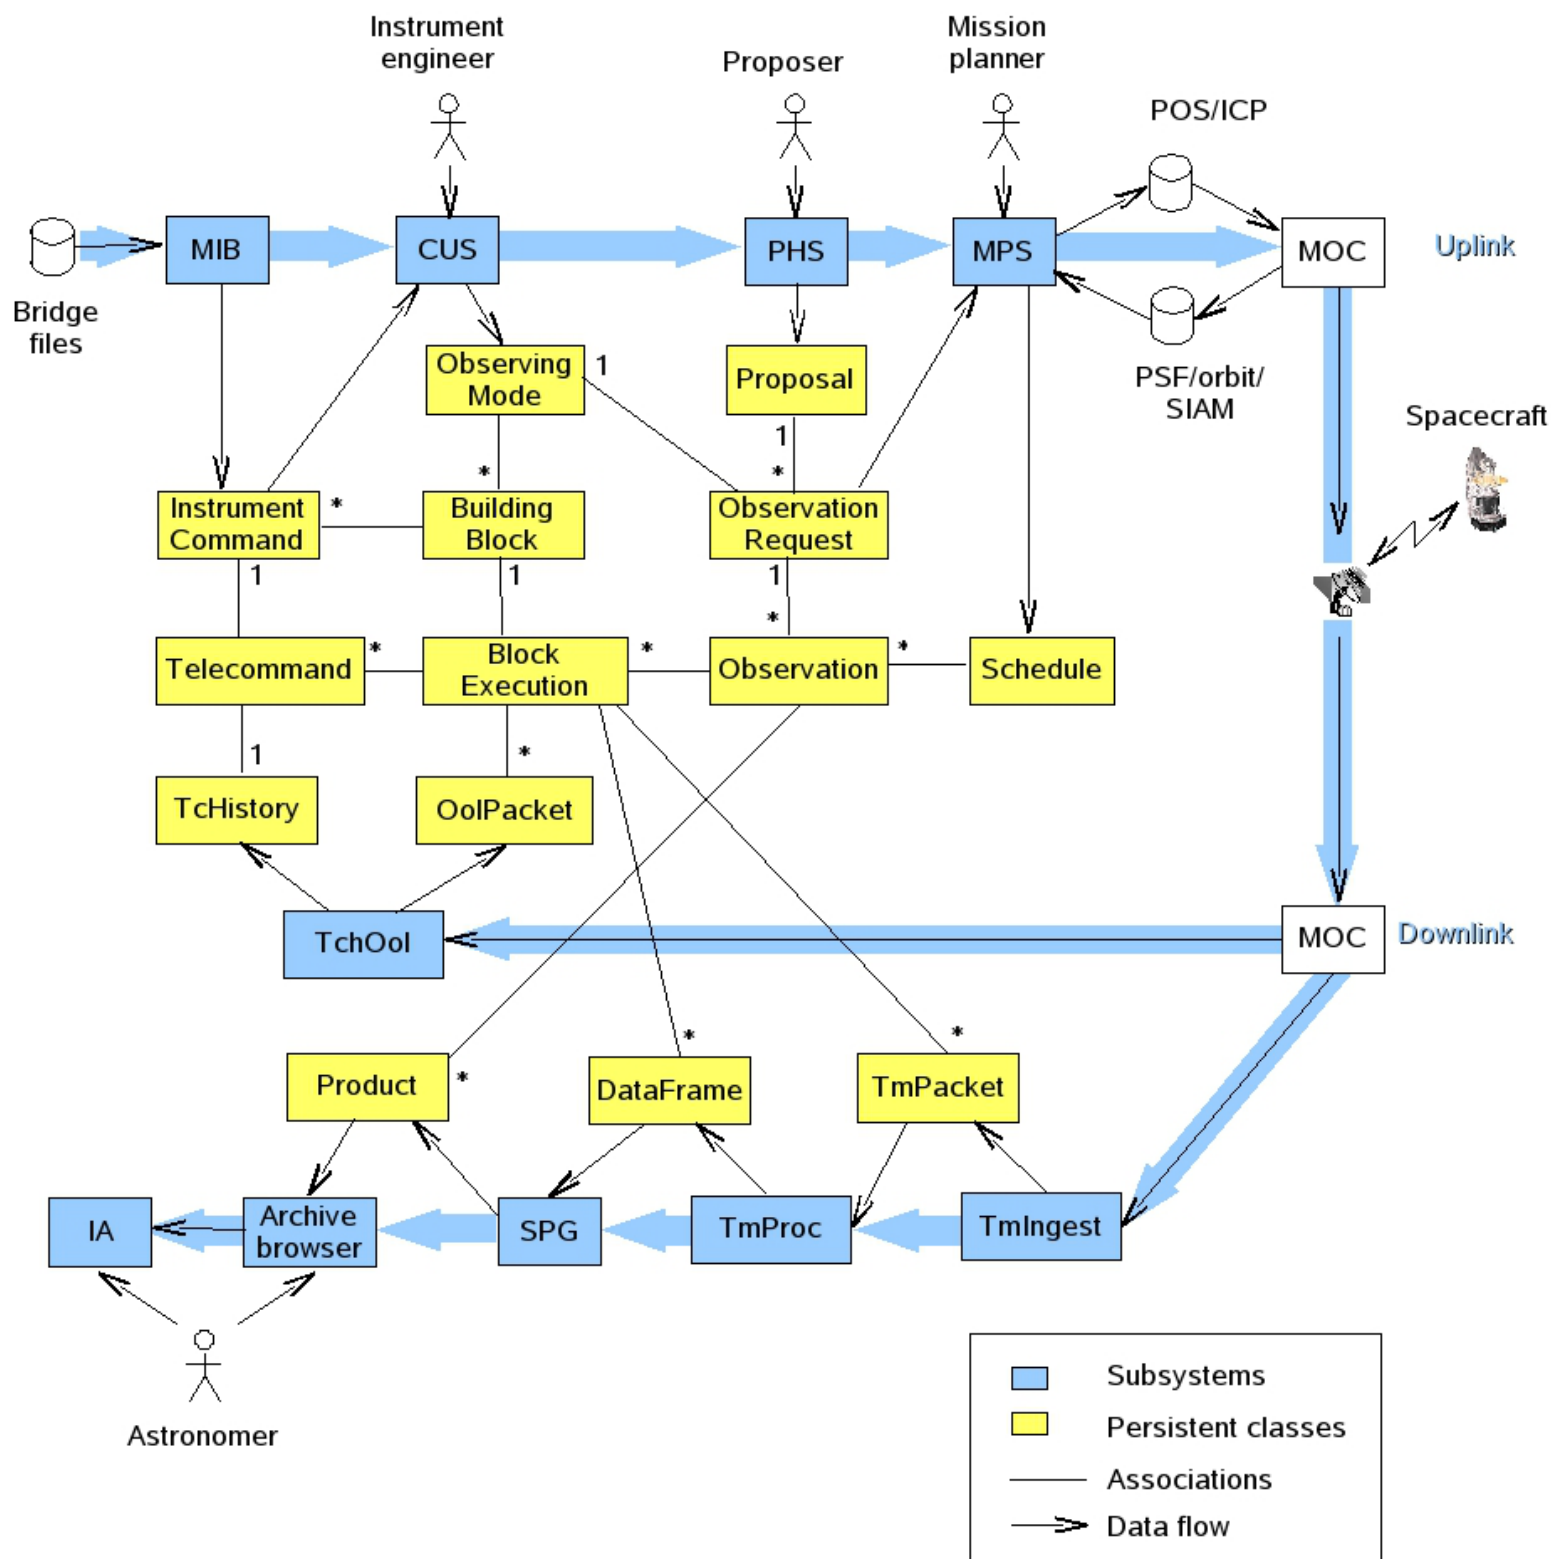 Instrument
engineer
Proposer
Mission
planner
POS/ICP
MIB
CUS
PHS
MPS
MOC
Uplink
Bridge
files
Observing
Mode
1
Proposal
PSF/orbit/
SIAM
Spacecraft
1
*
*
Instrument
Command
*
Building
Block
Observation
Request
1
1
1
*
Telecommand
*
Block
Execution
*
Observation
*
Schedule
1
*
TcHistory
OolPacket
TchOol
MOC
Downlink
*
*
Product
*
DataFrame
TmPacket
IA
Archive
browser
SPG
TmProc
TmIngest
Astronomer
Subsystems
Persistent classes
Associations
Data flow